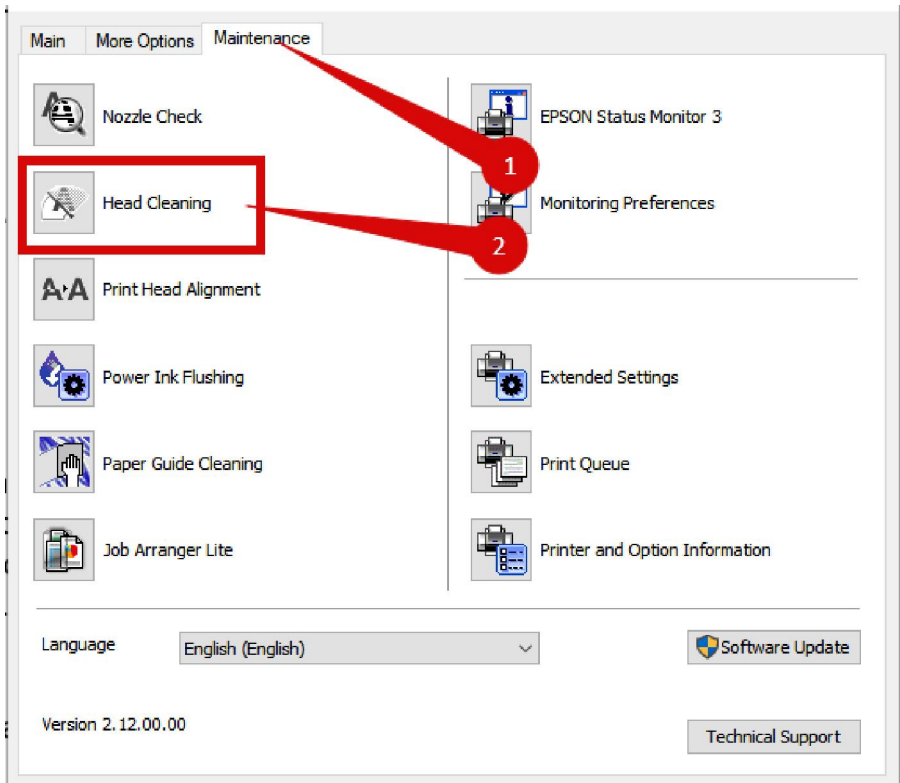 Main More Options Maintenance
Nozzle Check
Head Cleaning
Print Head Alignment
Power Ink Flushing
Paper Guide Cleaning
Job Arranger Lite
EPSON Status Monitor 3
1
Monitoring Preferences
2
Extended Settings
Print Queue
Printer and Option Information
Language English (English) Software Update
Version 2.12.00.00 Technical Support